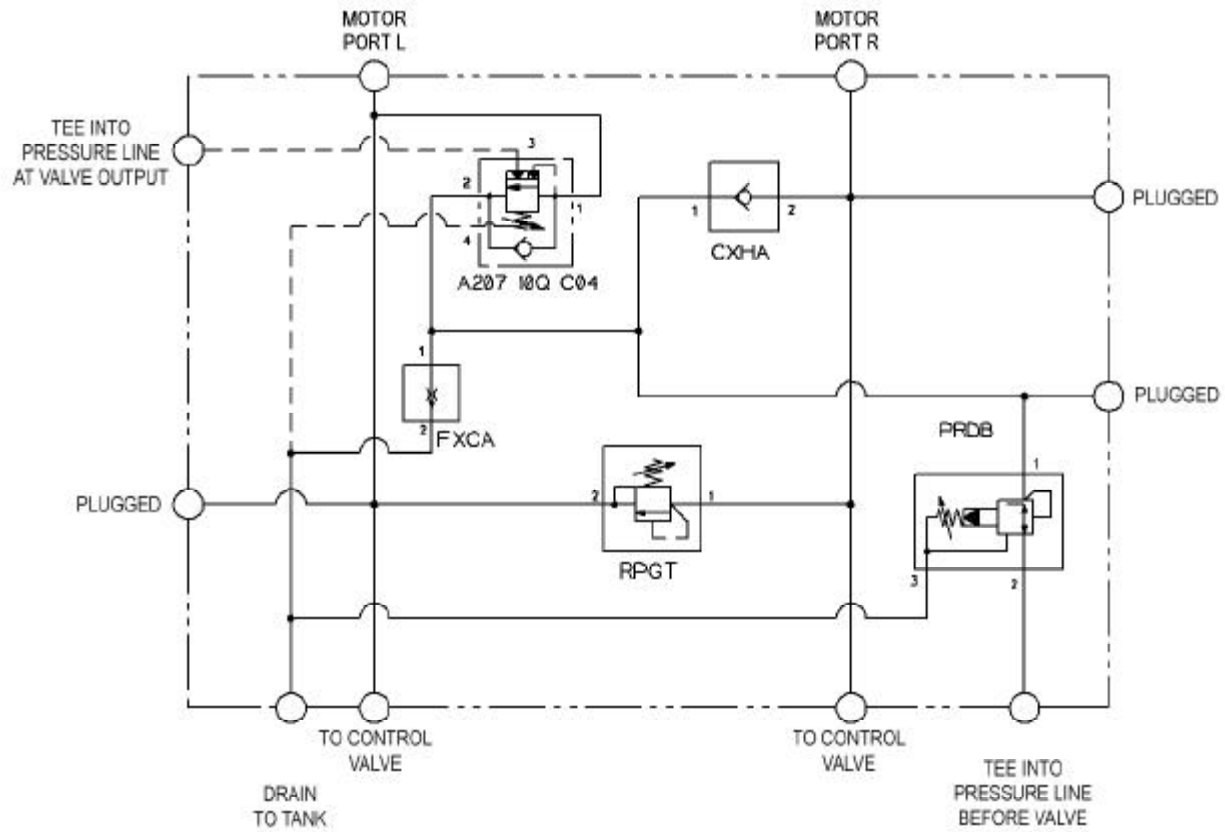 MOTOR
PORT L
MOTOR
PORT R
TEE INTO
PRESSURE LINE
AT VALVE OUTPUT
3
2
1
4
A207 10Q C04
1
2
CXHA
PLUGGED
1
2
FXCA
PLUGGED
PRDB
1
3
2
PLUGGED
2
1
RPGT
TO CONTROL
VALVE
TO CONTROL
VALVE
DRAIN
TO TANK
TEE INTO
PRESSURE LINE
BEFORE VALVE